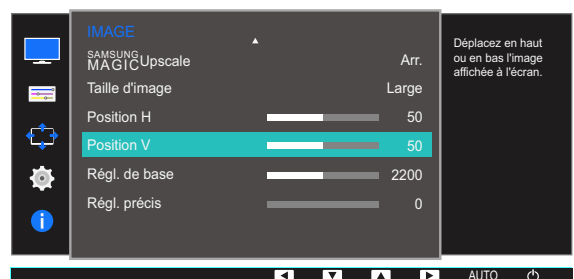 IMAGE
SAMSUNG
MAGICUpscale Arr.
Taille d'image Large
Position H 50
Position V 50
Régl. de base 2200
Régl. précis 0
Déplacez en haut
ou en bas l'image
affichée à l'écran.
AUTO